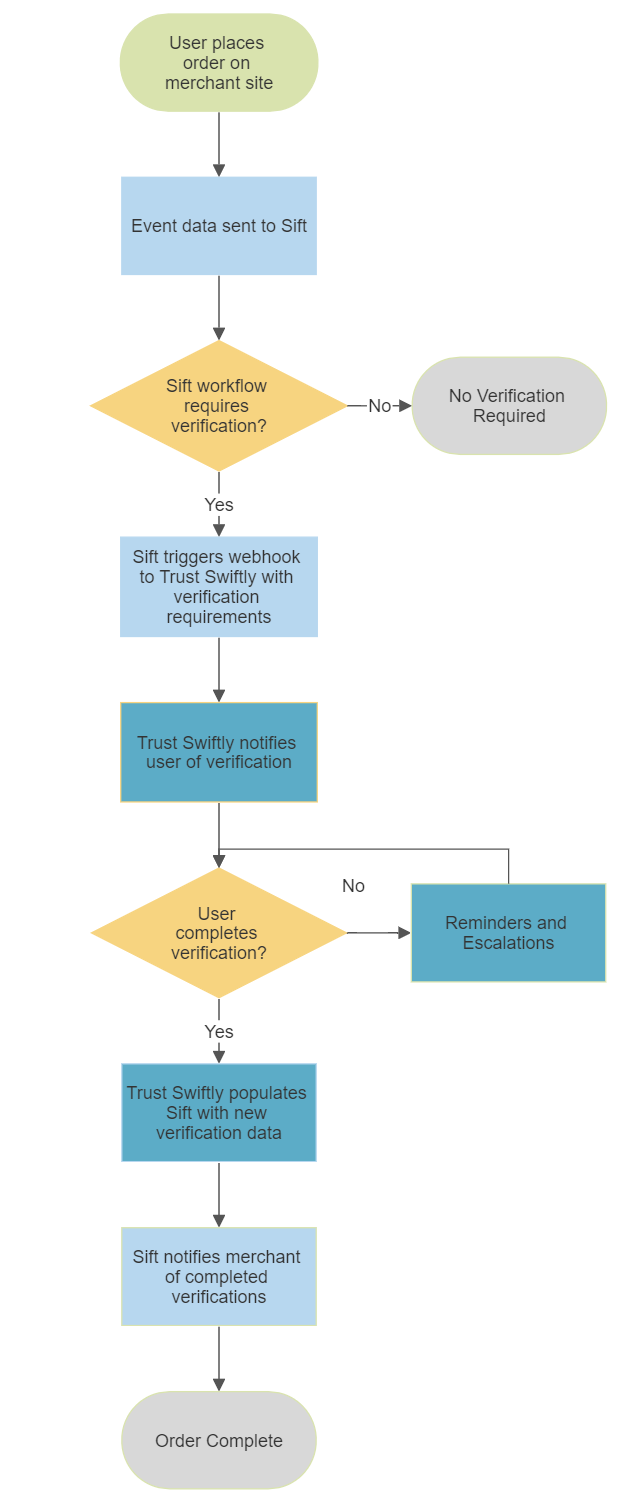 User places
order on
merchant site
Event data sent to Sift
Sift workflow
requires
verification?
No
No Verification
Required
Yes
Sift triggers webhook
to Trust Swiftly with
verification
requirements
Trust Swiftly notifies
user of verification
No
User
completes
verification?
Reminders and
Escalations
Yes
Trust Swiftly populates
Sift with new
verification data
Sift notifies merchant
of completed
verifications
Order Complete